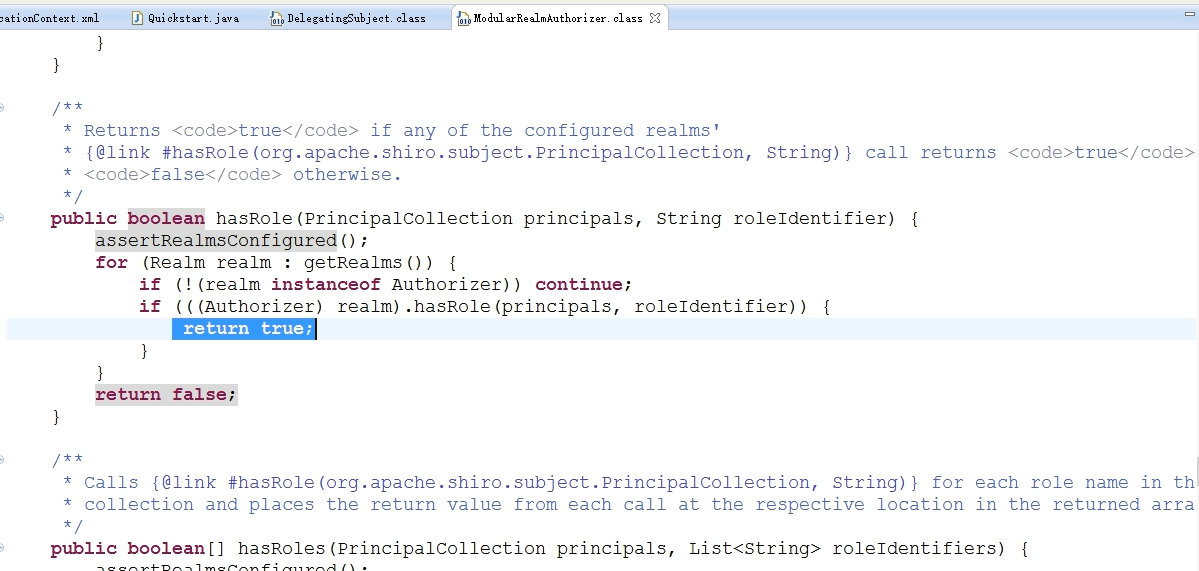 cationContext.xml Quickstart.java DelegatingSubject.class ModularRealmAuthorizer.class
        }
    }

    /**
     * Returns <code>true</code> if any of the configured realms'
     * {@link #hasRole(org.apache.shiro.subject.PrincipalCollection, String)} call returns <code>true</code>
     * <code>false</code> otherwise.
     */
    public boolean hasRole(PrincipalCollection principals, String roleIdentifier) {
        assertRealmsConfigured();
        for (Realm realm : getRealms()) {
            if (!(realm instanceof Authorizer)) continue;
            if (((Authorizer) realm).hasRole(principals, roleIdentifier)) {
                return true;
            }
        }
        return false;
    }

    /**
     * Calls {@link #hasRole(org.apache.shiro.subject.PrincipalCollection, String)} for each role name in th
     * collection and places the return value from each call at the respective location in the returned arra
     */
    public boolean[] hasRoles(PrincipalCollection principals, List<String> roleIdentifiers) {
        assertRealmsConfigured();